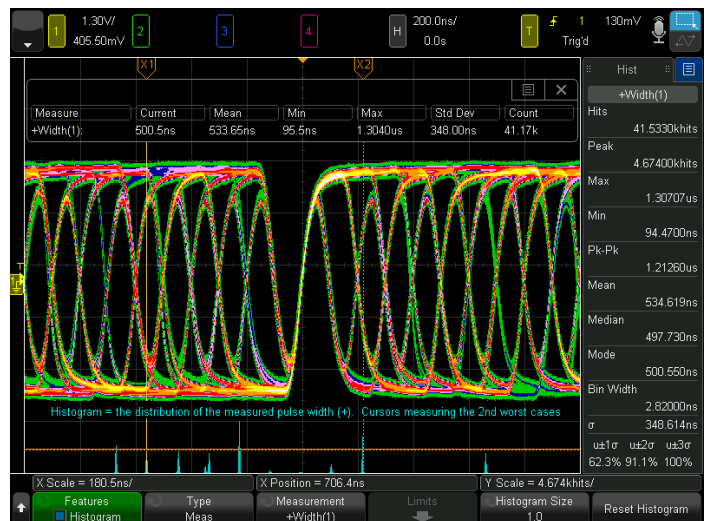 1 1.30V/ 2 3 4 H 200.0ns/ T 1 130mV
405.50mV 0.0s Trig'd
X1 X2
Hist
+Width(1)
Measure Current Mean Min Max Std Dev Count
+Width(1): 500.5ns 533.65ns 95.5ns 1.3040us 348.00ns 41.17k
Hits
41.5330khits
Peak
4.67400khits
Max
1.30707us
Min
94.4700ns
Pk-Pk
1.21260us
Mean
534.619ns
Median
497.730ns
Mode
500.550ns
Bin Width
2.82000ns
σ
348.614ns
u±1σ u±2σ u±3σ
62.3% 91.1% 100%
T
1
Histogram = the distribution of the measured pulse width (+). Cursors measuring the 2nd worst cases
X Scale = 180.5ns/ X Position = 706.4ns Y Scale = 4.674khits/
Features Type Measurement Limits Histogram Size Reset Histogram
Histogram Meas +Width(1) 1.0